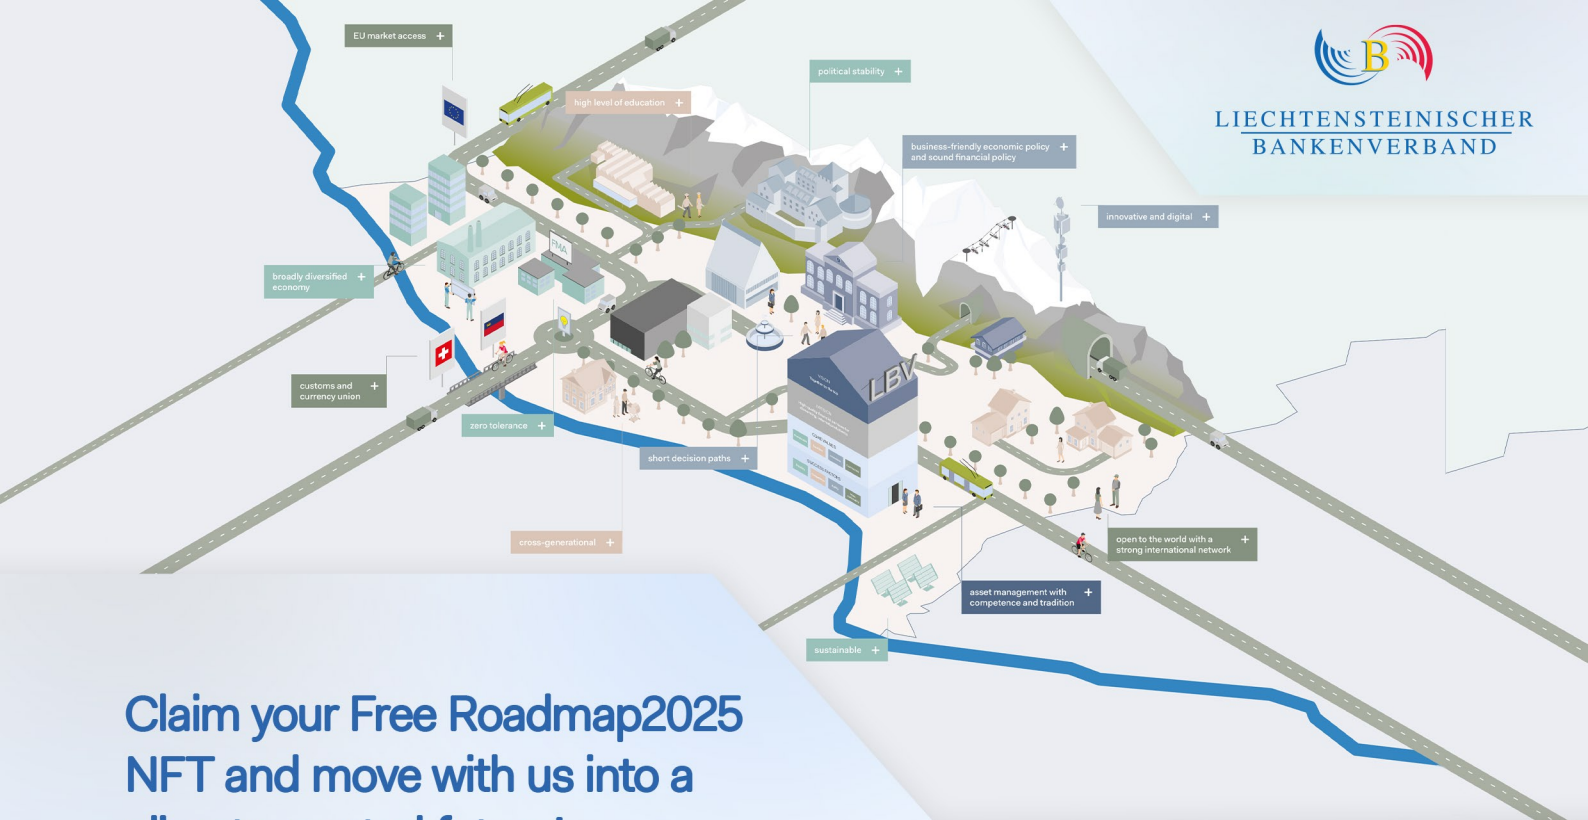 EU market access +
political stability +
high level of education +
B
LIECHTENSTEINISCHER
BANKENVERBAND
business-friendly economic policy +
and sound financial policy
innovative and digital +
FMA
broadly diversified +
economy
customs and +
currency union
LBV
zero tolerance +
short decision paths +
cross-generational +
open to the world with a +
strong international network
asset management with +
competence and tradition
sustainable +
Claim your Free Roadmap2025
NFT and move with us into a